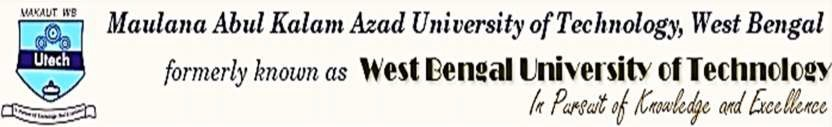 MAKAUT WB
Utech
Maulana Abul Kalam Azad University of Technology, West Bengal
formerly known as West Bengal University of Technology
In Pursuit of Knowledge and Excellence